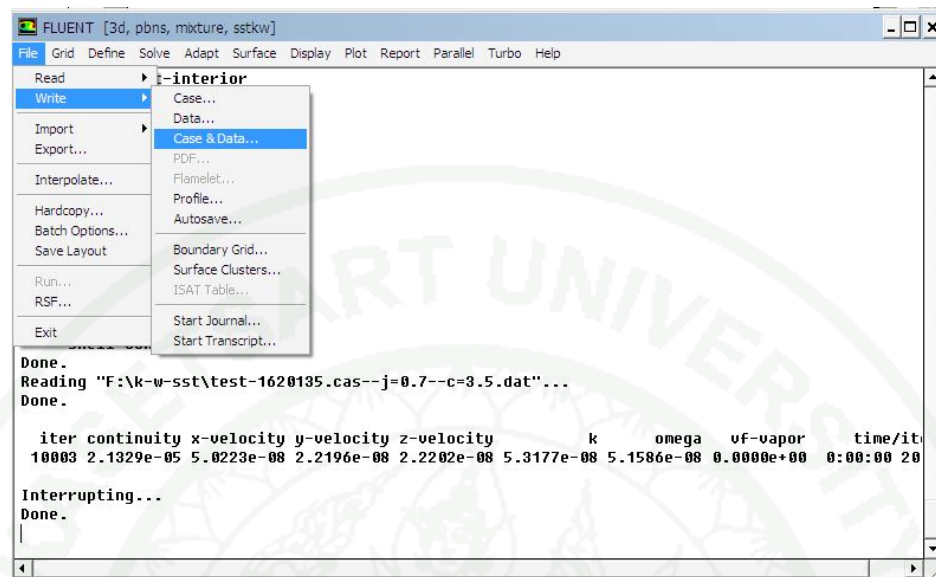 FLUENT [3d, pbns, mixture, sstkw]
File Grid Define Solve Adapt Surface Display Plot Report Parallel Turbo Help
Read
Write
Import
Export...
Interpolate...
Hardcopy...
Batch Options...
Save Layout
Run...
RSF...
Exit
-interior
Case...
Data...
Case & Data...
PDF...
Flamelet...
Profile...
Autosave...
Boundary Grid...
Surface Clusters...
ISAT Table...
Start Journal...
Start Transcript...
Done.
Reading "F:\k-w-sst\test-1620135.cas--j=0.7--c=3.5.dat"...
Done.
iter continuity x-velocity y-velocity z-velocity k omega vf-vapor time/it
10003 2.1329e-05 5.0223e-08 2.2196e-08 2.2202e-08 5.3177e-08 5.1586e-08 0.0000e+00 0:00:00 20
Interrupting...
Done.
KASETSART UNIVERSITY